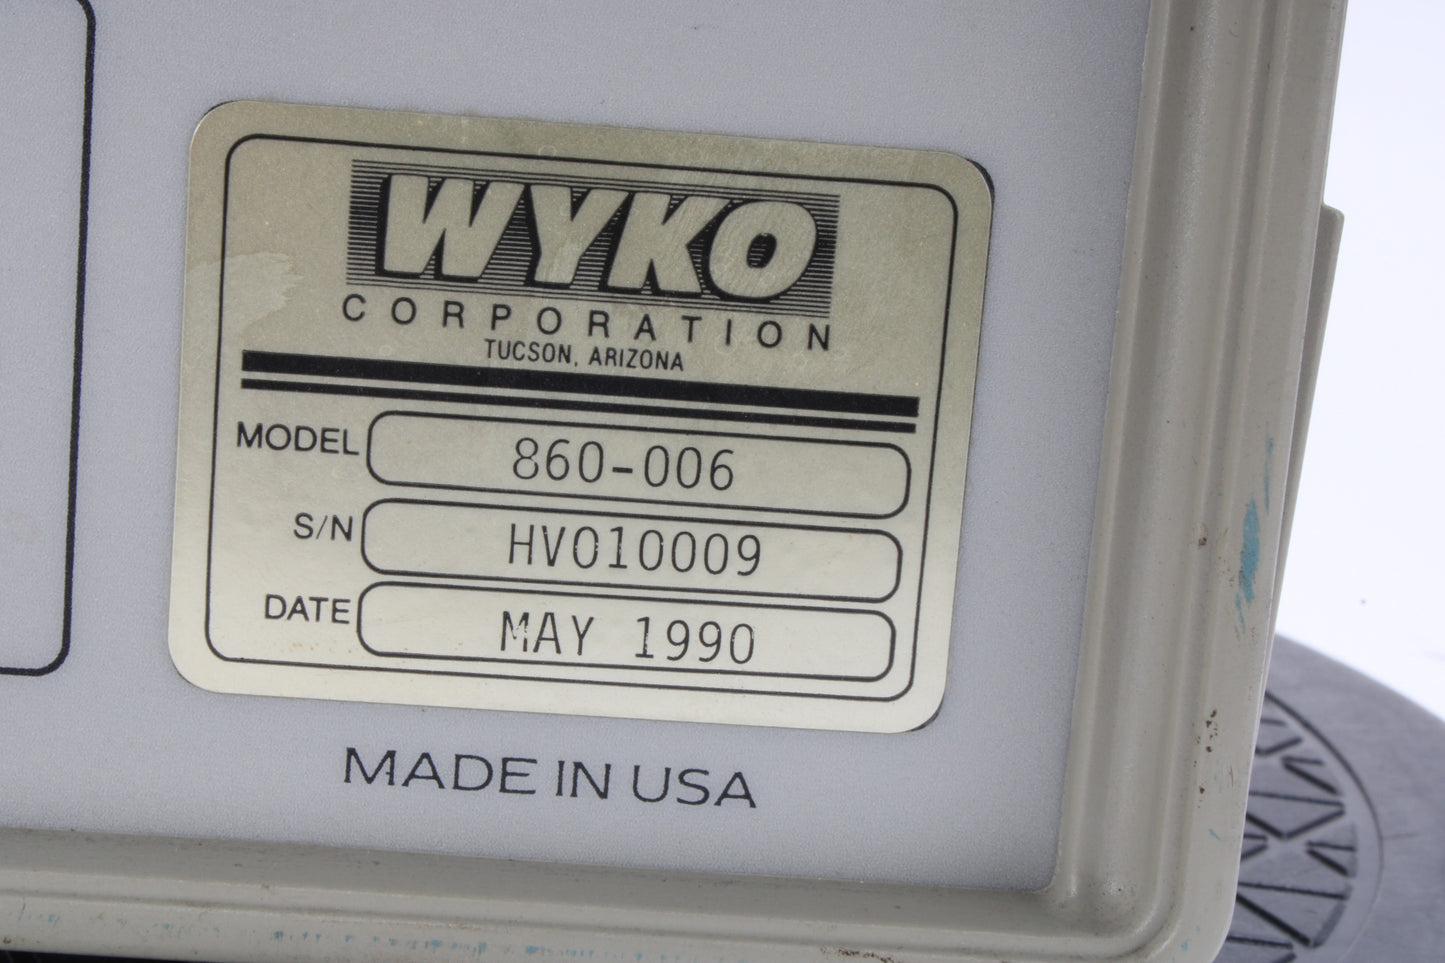 WYKO
CORPORATION
TUCSON, ARIZONA
MODEL 860-006
S/N HV010009
DATE MAY 1990
MADE IN USA